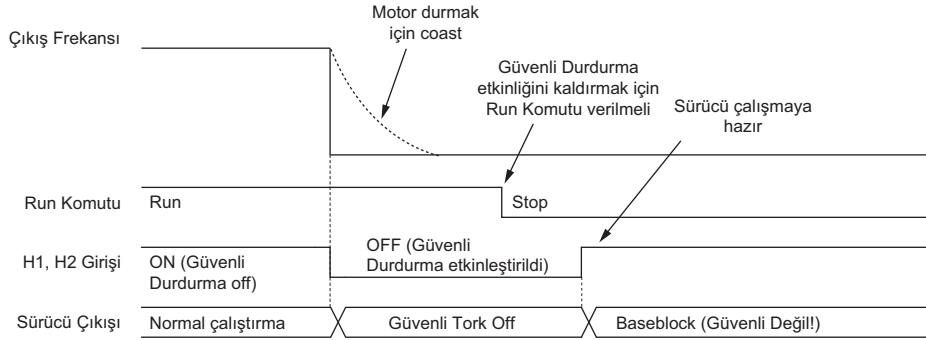 Motor durmak
için coast
Çıkış Frekansı
Güvenli Durdurma
etkinliğini kaldırmak için
Run Komutu verilmeli
Sürücü çalışmaya
hazır
Run Komutu
Run
Stop
H1, H2 Girişi
ON (Güvenli
Durdurma off)
OFF (Güvenli
Durdurma etkinleştirildi)
Sürücü Çıkışı
Normal çalıştırma
Güvenli Tork Off
Baseblock (Güvenli Değil!)